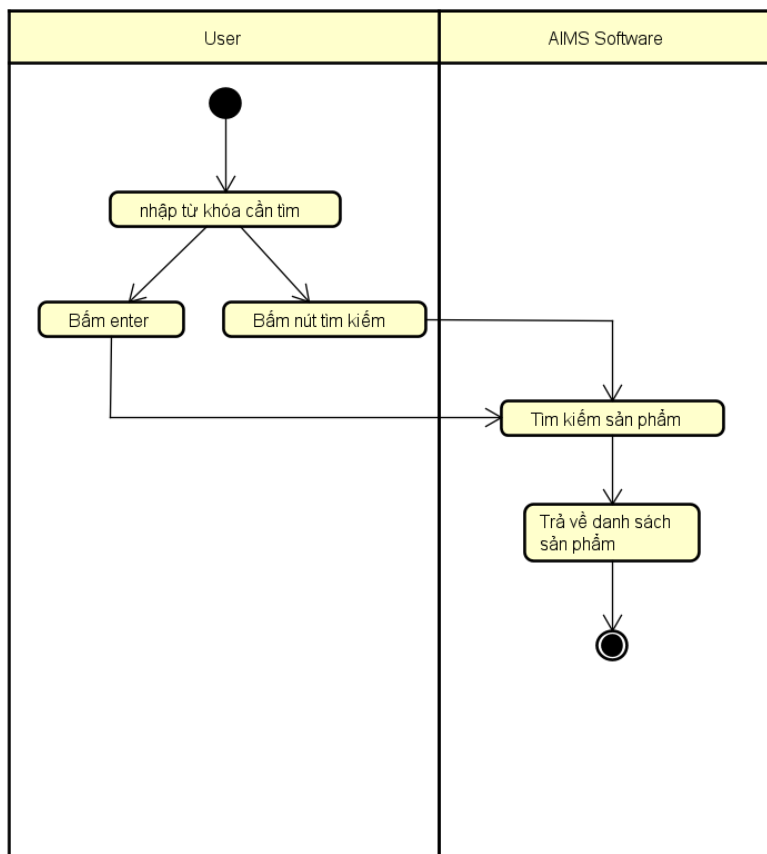 User
AIMS Software
nhập từ khóa cần tìm
Bấm enter
Bấm nút tìm kiếm
Tìm kiếm sản phẩm
Trả về danh sách
sản phẩm